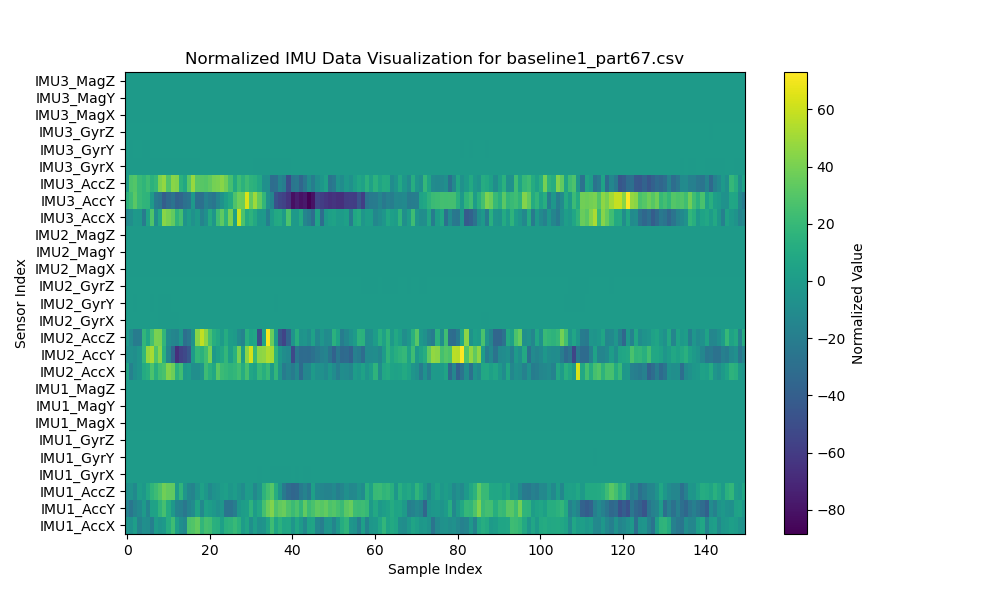 Normalized IMU Data Visualization for baseline1_part67.csv
IMU3_MagZ
IMU3_MagY
IMU3_MagX
IMU3_GyrZ
IMU3_GyrY
IMU3_GyrX
IMU3_AccZ
IMU3_AccY
IMU3_AccX
IMU2_MagZ
IMU2_MagY
IMU2_MagX
IMU2_GyrZ
IMU2_GyrY
IMU2_GyrX
IMU2_AccZ
IMU2_AccY
IMU2_AccX
IMU1_MagZ
IMU1_MagY
IMU1_MagX
IMU1_GyrZ
IMU1_GyrY
IMU1_GyrX
IMU1_AccZ
IMU1_AccY
IMU1_AccX
Sensor Index
0 20 40 60 80 100 120 140
Sample Index
60
40
20
0
−20
−40
−60
−80
Normalized Value